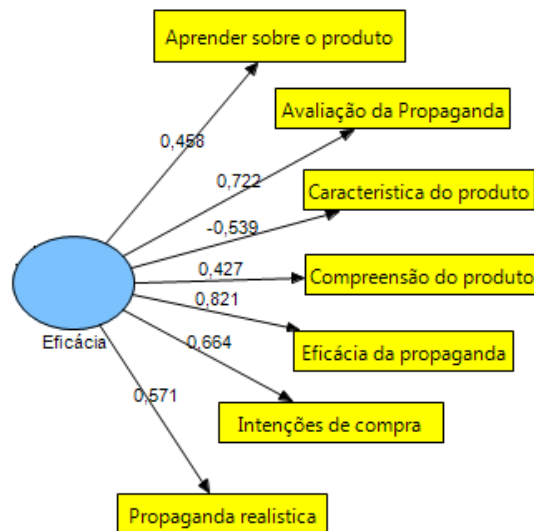 Aprender sobre o produto
0,458
Avaliação da Propaganda
0,722
Caracteristica do produto
-0,539
Compreensão do produto
0,427
Eficácia
0,821
Eficácia da propaganda
0,664
Intenções de compra
0,571
Propaganda realistica